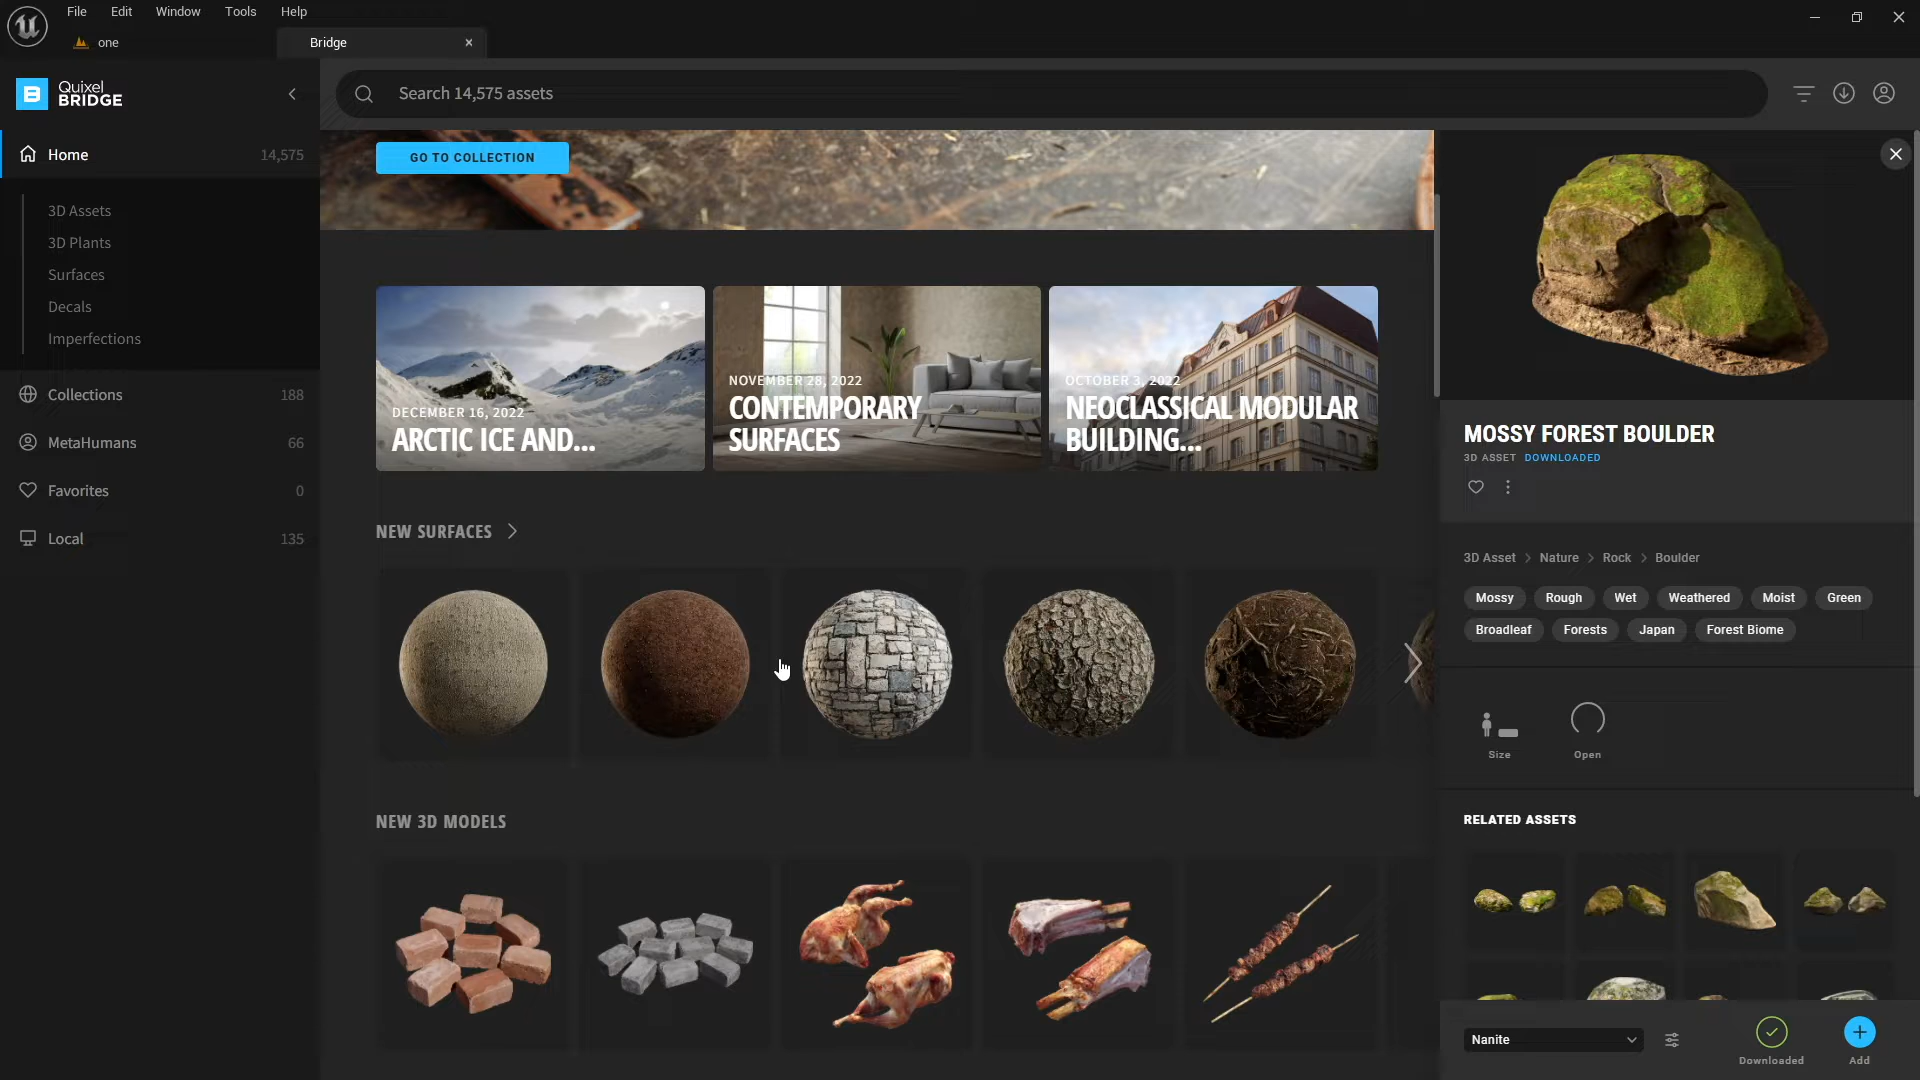 File Edit Window Tools Help
one
Bridge
Quixel
BRIDGE
Search 14,575 assets
Home 14,575
3D Assets
3D Plants
Surfaces
Decals
Imperfections
Collections 188
MetaHumans 66
Favorites 0
Local 135
GO TO COLLECTION
DECEMBER 16, 2022
ARCTIC ICE AND...
NOVEMBER 28, 2022
CONTEMPORARY
SURFACES
OCTOBER 3, 2022
NEOCLASSICAL MODULAR
BUILDING...
NEW SURFACES
NEW 3D MODELS
MOSSY FOREST BOULDER
3D ASSET DOWNLOADED
3D Asset > Nature > Rock > Boulder
Mossy Rough Wet Weathered Moist Green
Broadleaf Forests Japan Forest Biome
Size Open
RELATED ASSETS
Nanite
Downloaded Add